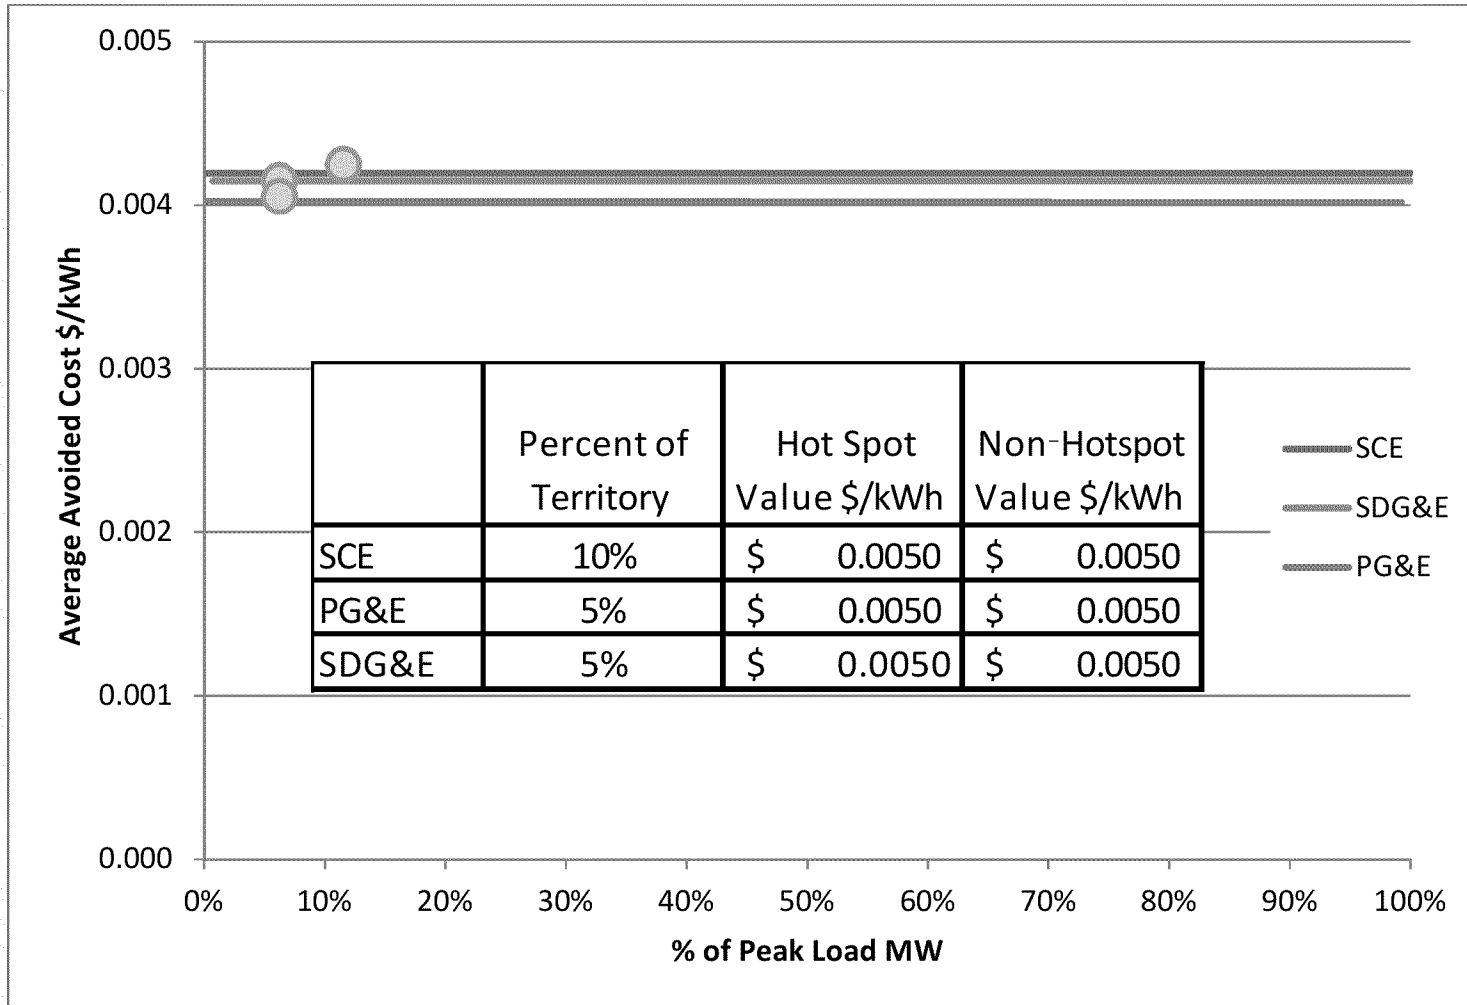 0.005
0.004
0.003
0.002
0.001
0.000
Average Avoided Cost $/kWh
Percent of Territory
Hot Spot Value $/kWh
Non-Hotspot Value $/kWh
SCE 10% $ 0.0050 $ 0.0050
PG&E 5% $ 0.0050 $ 0.0050
SDG&E 5% $ 0.0050 $ 0.0050
SCE
SDG&E
PG&E
0% 10% 20% 30% 40% 50% 60% 70% 80% 90% 100%
% of Peak Load MW